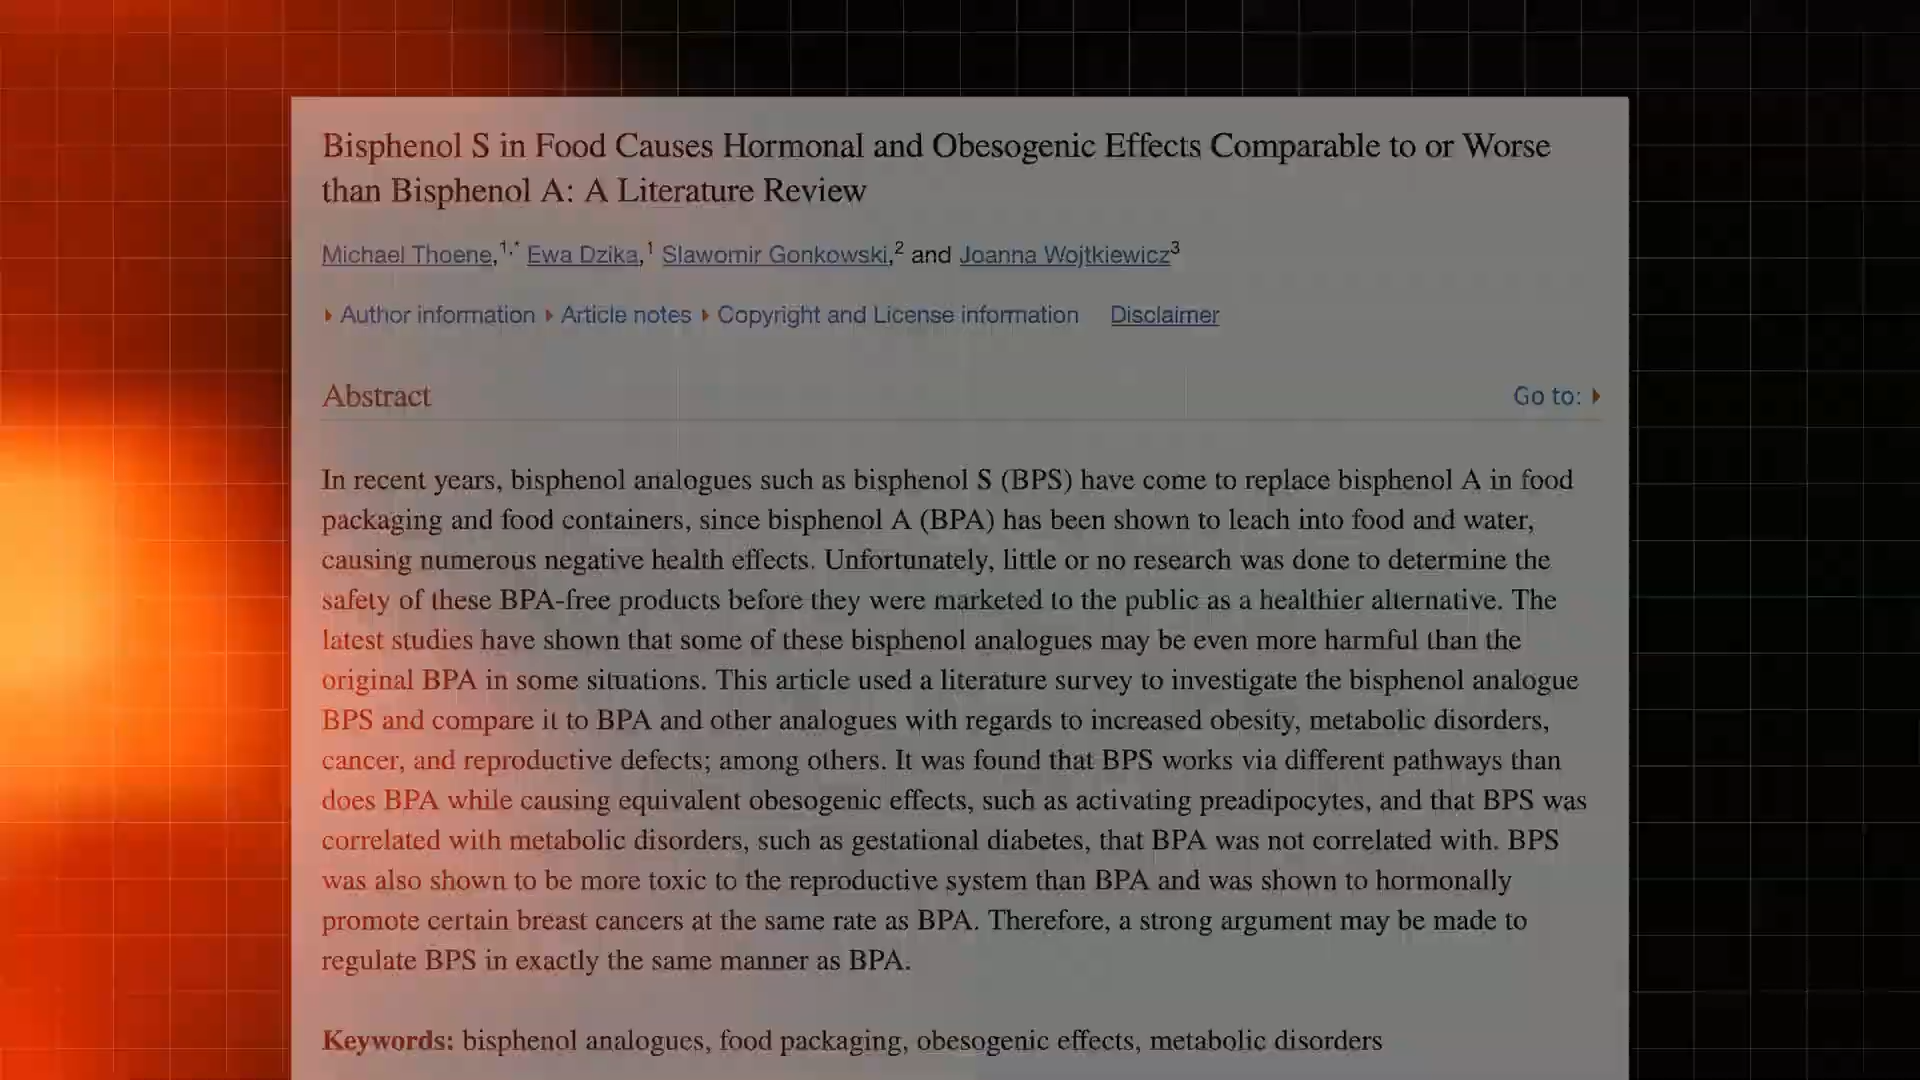 Bisphenol S in Food Causes Hormonal and Obesogenic Effects Comparable to or Worse
than Bisphenol A: A Literature Review
Michael Thoene,1,* Ewa Dzika,1 Slawomir Gonkowski,2 and Joanna Wojtkiewicz3
Author information Article notes Copyright and License information Disclaimer
Abstract Go to:
In recent years, bisphenol analogues such as bisphenol S (BPS) have come to replace bisphenol A in food
packaging and food containers, since bisphenol A (BPA) has been shown to leach into food and water,
causing numerous negative health effects. Unfortunately, little or no research was done to determine the
safety of these BPA-free products before they were marketed to the public as a healthier alternative. The
latest studies have shown that some of these bisphenol analogues may be even more harmful than the
original BPA in some situations. This article used a literature survey to investigate the bisphenol analogue
BPS and compare it to BPA and other analogues with regards to increased obesity, metabolic disorders,
cancer, and reproductive defects; among others. It was found that BPS works via different pathways than
does BPA while causing equivalent obesogenic effects, such as activating preadipocytes, and that BPS was
correlated with metabolic disorders, such as gestational diabetes, that BPA was not correlated with. BPS
was also shown to be more toxic to the reproductive system than BPA and was shown to hormonally
promote certain breast cancers at the same rate as BPA. Therefore, a strong argument may be made to
regulate BPS in exactly the same manner as BPA.
Keywords: bisphenol analogues, food packaging, obesogenic effects, metabolic disorders